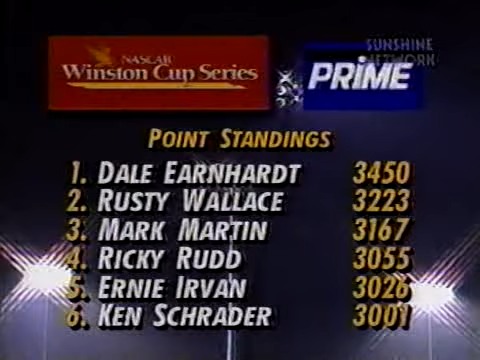 NASCAR
Winston Cup Series
PRIME
SUNSHINE
NETWORK
POINT STANDINGS
1. DALE EARNHARDT 3450
2. RUSTY WALLACE 3223
3. MARK MARTIN 3167
4. RICKY RUDD 3055
5. ERNIE IRVAN 3026
6. KEN SCHRADER 3001